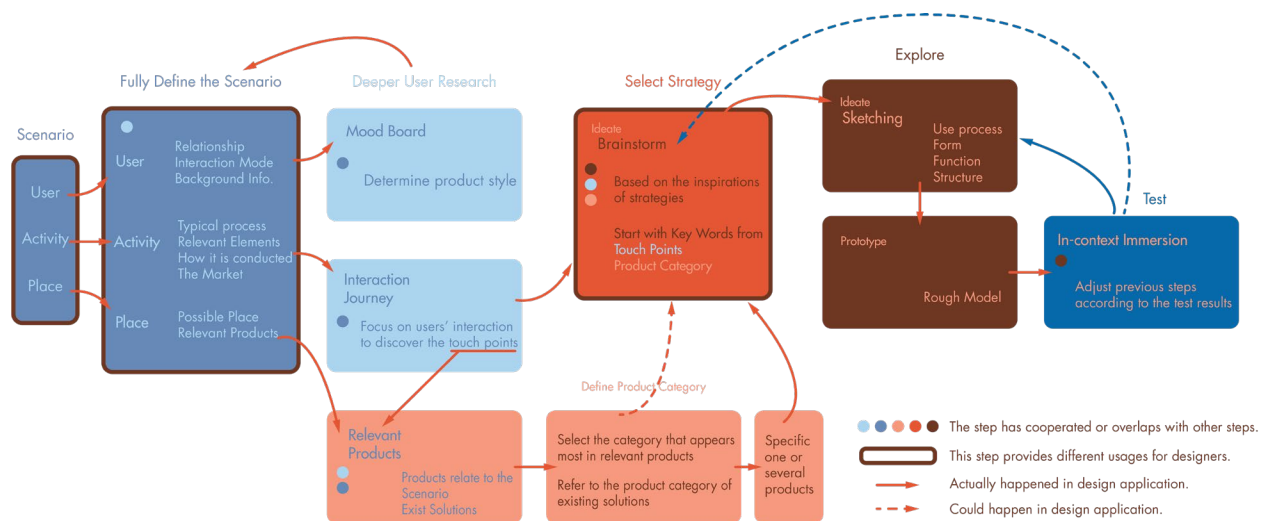 Scenario
User
Activity
Place
Fully Define the Scenario
User
Relationship
Interaction Mode
Background Info.
Activity
Typical process
Relevant Elements
How it is conducted
The Market
Place
Possible Place
Relevant Products
Deeper User Research
Mood Board
Determine product style
Interaction
Journey
Focus on users' interaction
to discover the touch points
Relevant
Products
Products relate to the
Scenario
Exist Solutions
Define Product Category
Select the category that appears
most in relevant products
Refer to the product category of
existing solutions
Specific
one or
several
products
Select Strategy
Ideate
Brainstorm
Based on the inspirations
of strategies
Start with Key Words from
Touch Points
Product Category
Explore
Ideate
Sketching
Use process
Form
Function
Structure
Prototype
Rough Model
Test
In-context Immersion
Adjust previous steps
according to the test results
The step has cooperated or overlaps with other steps.
This step provides different usages for designers.
Actually happened in design application.
Could happen in design application.